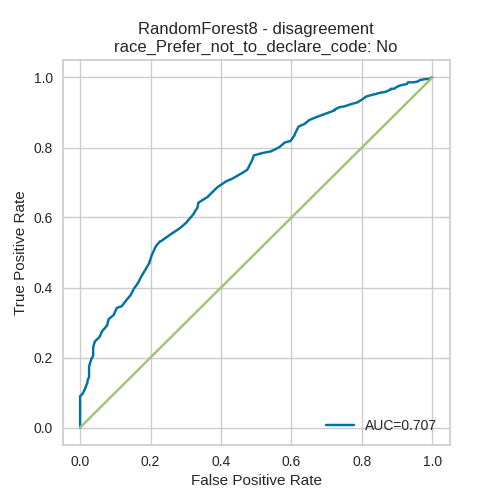 RandomForest8 - disagreement
race_Prefer_not_to_declare_code: No
1.0
0.8
0.6
0.4
0.2
0.0
True Positive Rate
AUC=0.707
0.0 0.2 0.4 0.6 0.8 1.0
False Positive Rate